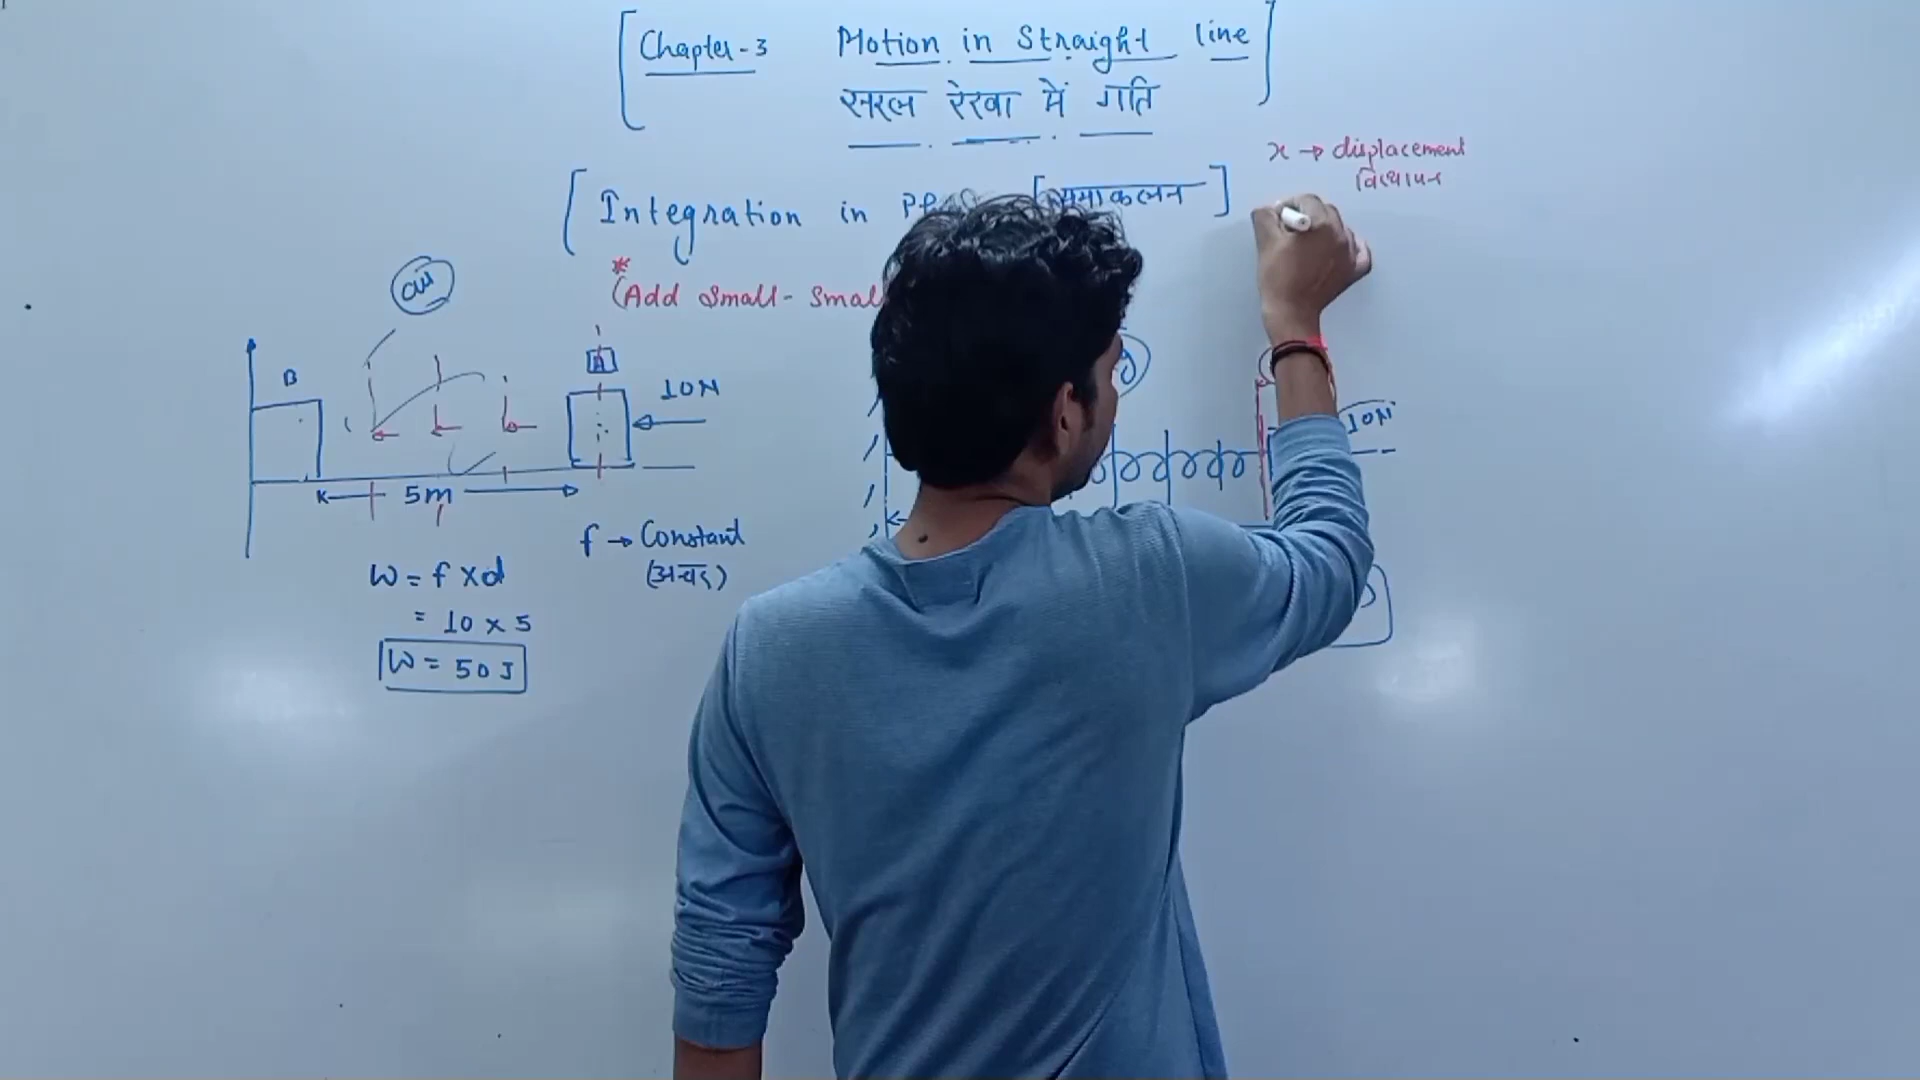 Chapter-3 Motion in Straight line
सरल रेखा में गति
x → displacement
विस्थापन
[Integration in [समाकलन]
*
(Add small-small
air
B
A
10N
10N
5m
f → Constant
(अचर)
W = f x d
= 10 x 5
W = 50 J